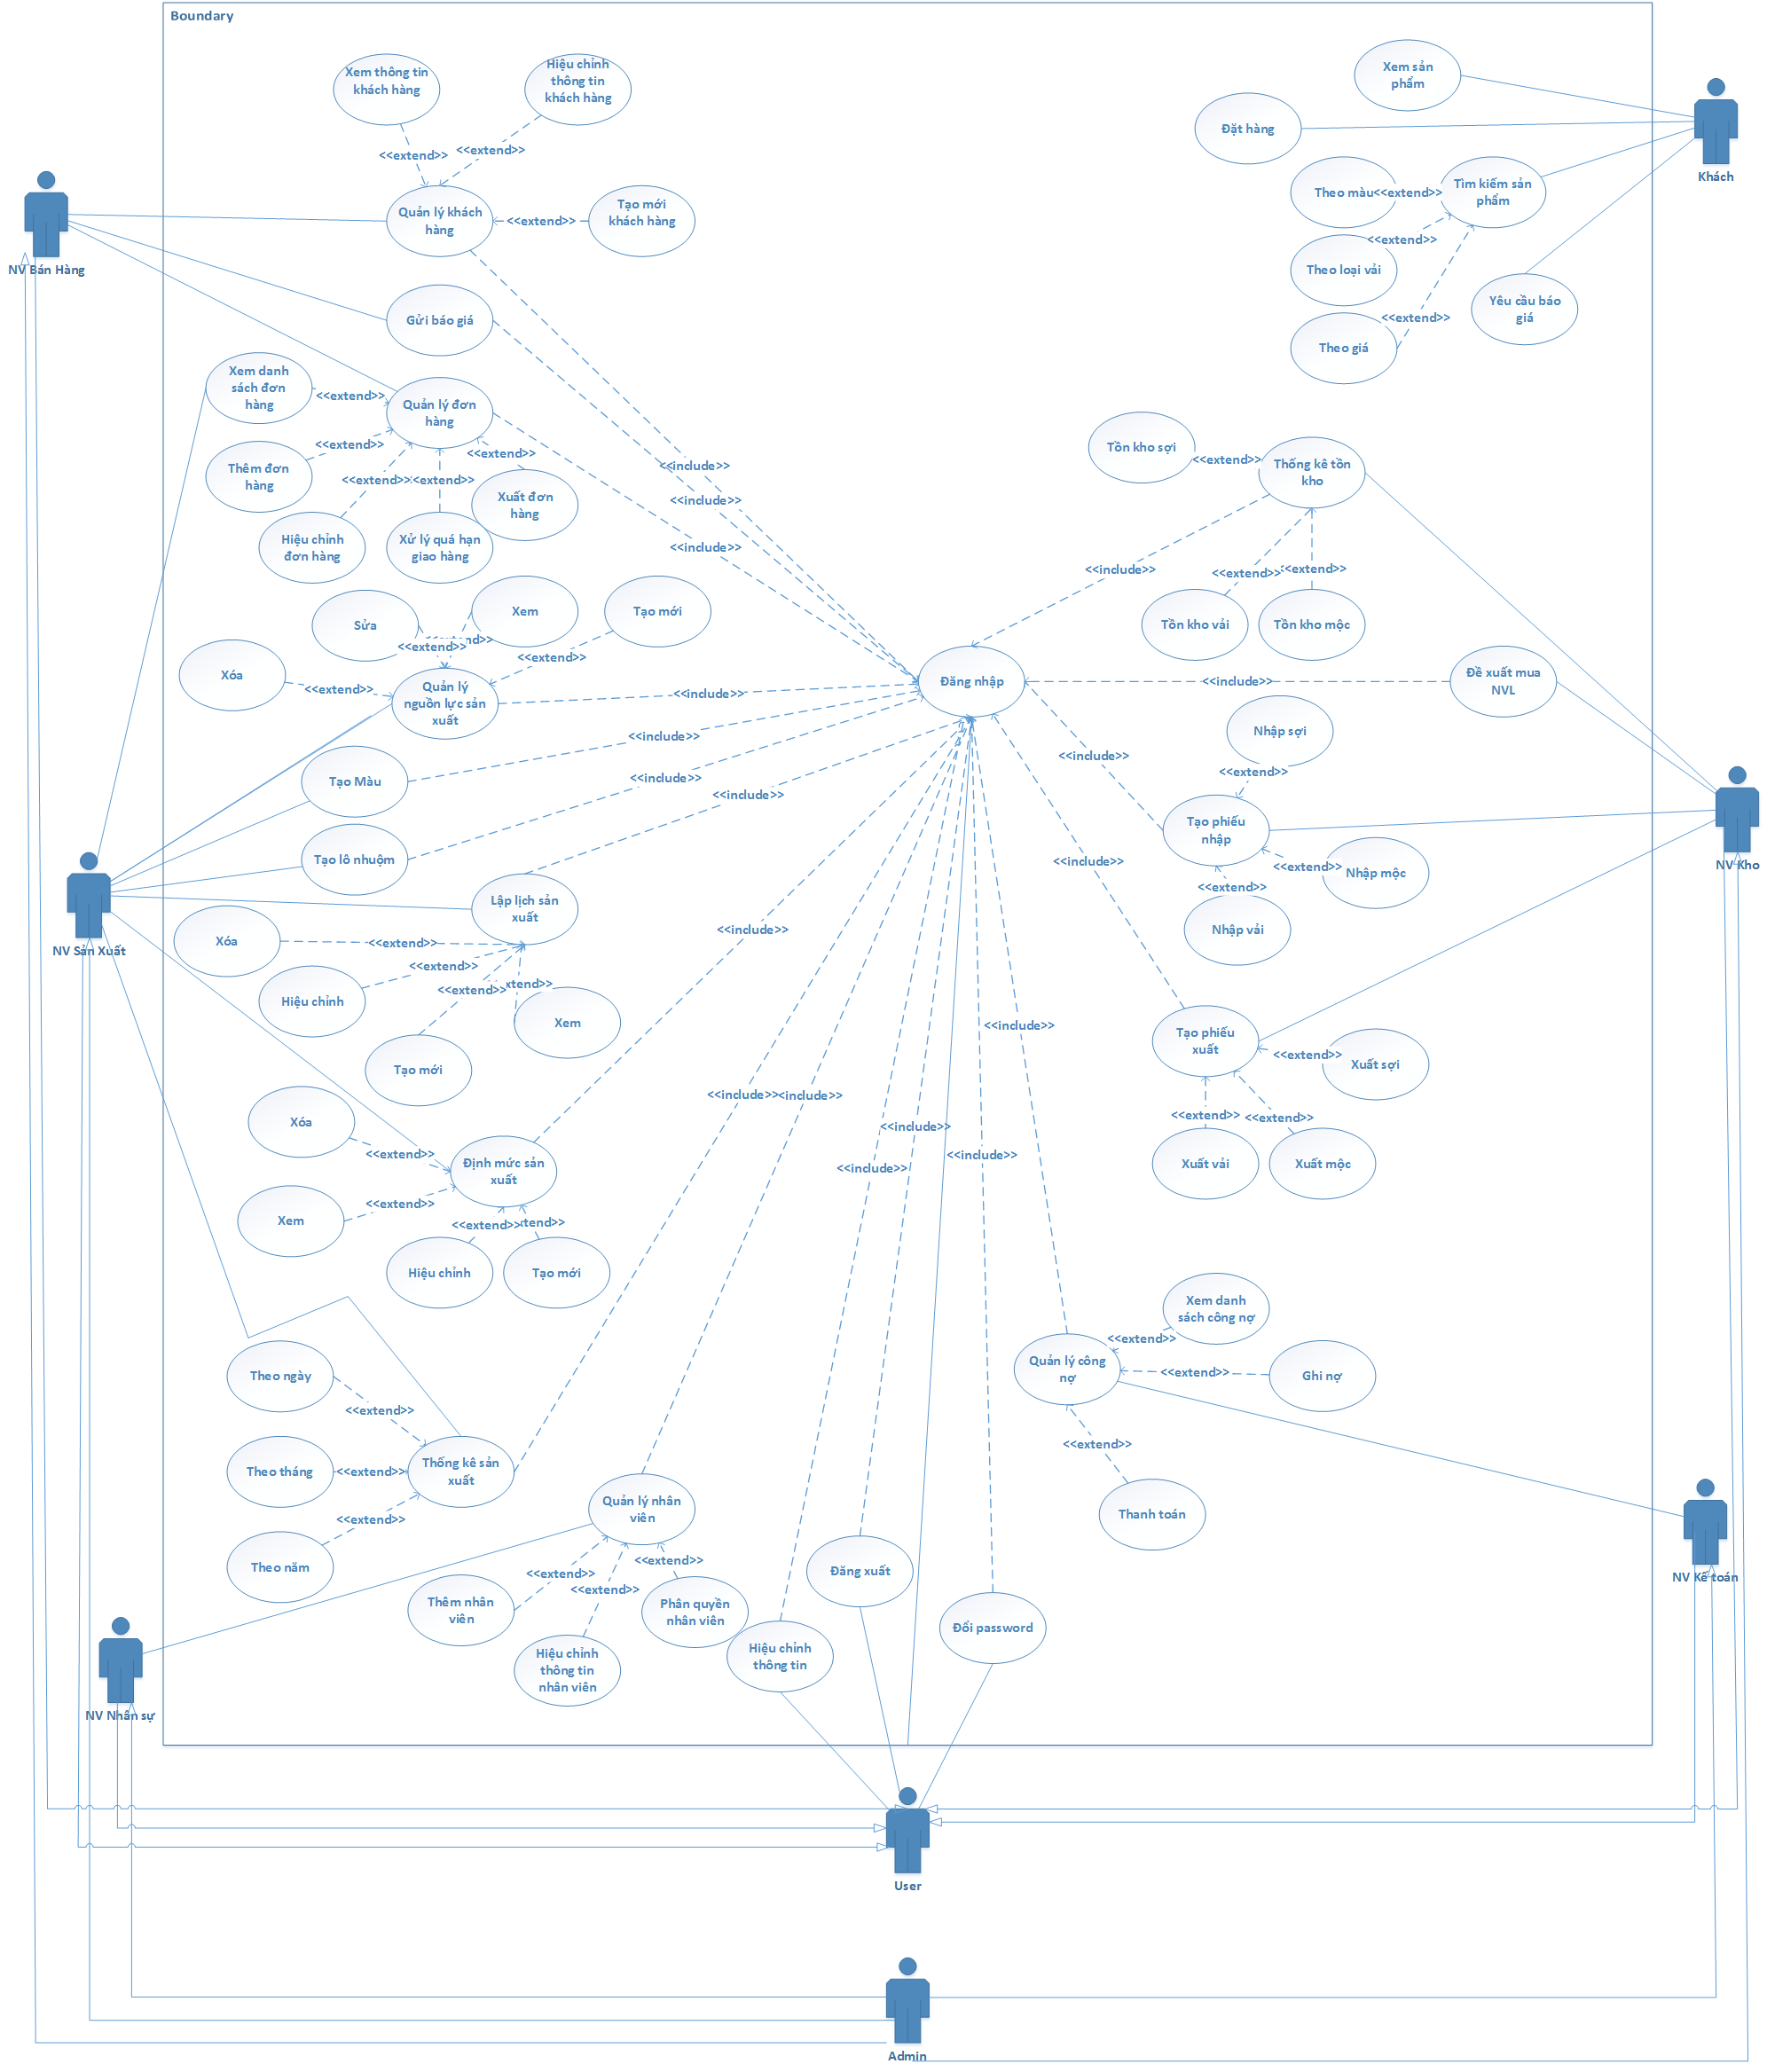 Boundary
Xem thông tin
khách hàng
Hiệu chỉnh
thông tin
khách hàng
<<extend>>
<<extend>>
Quản lý khách
hàng
<<extend>>
Tạo mới
khách hàng
NV Bán Hàng
Gửi báo giá
Xem sản
phẩm
Đặt hàng
Khách
Theo màu
<<extend>>
Tìm kiếm sản
phẩm
<<extend>>
Theo loại vải
Yêu cầu báo
giá
<<extend>>
Theo giá
Xem danh
sách đơn
hàng
<<extend>>
Quản lý đơn
hàng
<<extend>>
Thêm đơn
hàng
<<extend>>
<<extend>>
<<extend>>
Xuất đơn
hàng
Hiệu chỉnh
đơn hàng
Xử lý quá hạn
giao hàng
<<include>>
<<include>>
<<include>>
Tồn kho sợi
<<extend>>
Thống kê tồn
kho
<<include>>
<<extend>>
<<extend>>
Tồn kho vải
Tồn kho mộc
Sửa
Xem
Tạo mới
<<extend>>
<<extend>>
Xóa
<<extend>>
Quản lý
nguồn lực sản
xuất
<<include>>
Đăng nhập
<<include>>
Đề xuất mua
NVL
Tạo Màu
<<include>>
Tạo lô nhuộm
<<include>>
<<include>>
Nhập sợi
<<include>>
<<extend>>
Tạo phiếu
nhập
<<extend>>
Nhập mộc
<<extend>>
Nhập vải
<<include>>
NV Kho
NV Sản Xuất
Lập lịch sản
xuất
Xóa
<<extend>>
<<extend>>
Hiệu chỉnh
<<extend>>
Xem
Tạo mới
<<include>>
<<include>>
Tạo phiếu
xuất
<<extend>>
Xuất sợi
<<extend>>
<<extend>>
Xuất vải
Xuất mộc
Xóa
<<extend>>
Định mức sản
xuất
Xem
<<extend>>
<<extend>>
Hiệu chỉnh
Tạo mới
<<include>>
<<include>>
<<include>>
<<include>>
<<include>>
Xem danh
sách công nợ
<<extend>>
Quản lý công
nợ
<<extend>>
Ghi nợ
<<extend>>
Thanh toán
Theo ngày
<<extend>>
Theo tháng
<<extend>>
Thống kê sản
xuất
<<extend>>
Theo năm
Quản lý nhân
viên
<<extend>>
<<extend>>
<<extend>>
Thêm nhân
viên
Phân quyền
nhân viên
Hiệu chỉnh
thông tin
nhân viên
Đăng xuất
Hiệu chỉnh
thông tin
Đổi password
NV Kế toán
NV Nhân sự
User
Admin